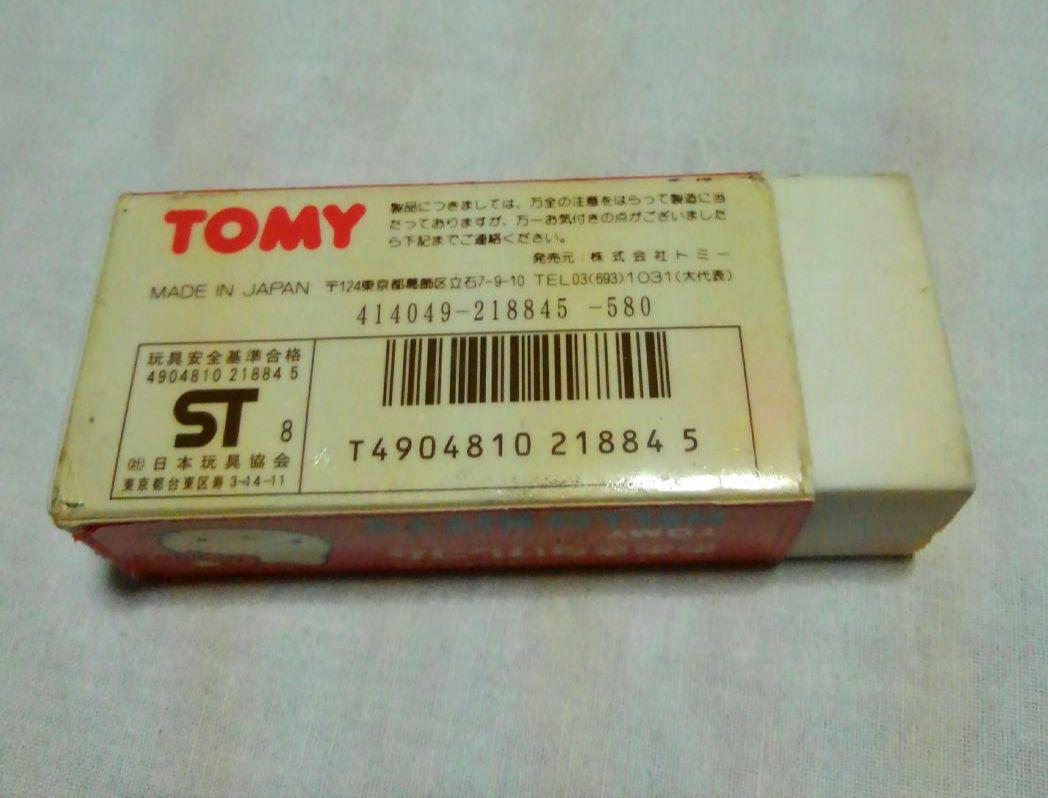 TOMY
製品につきましては、万全の注意をはらって製造に当
たってありますが、万一お気付きの点がございました
ら下記までご連絡ください。
発売元:株式会社トミー
MADE IN JAPAN 〒124東京都葛飾区立石7-9-10 TEL03(693)1031(大代表)
414049-218845 -580
玩具安全基準合格
4904810 21884 5
ST 8
㈳日本玩具協会
東京都台東区寿3-14-11
T4904810 21884 5
TOMY